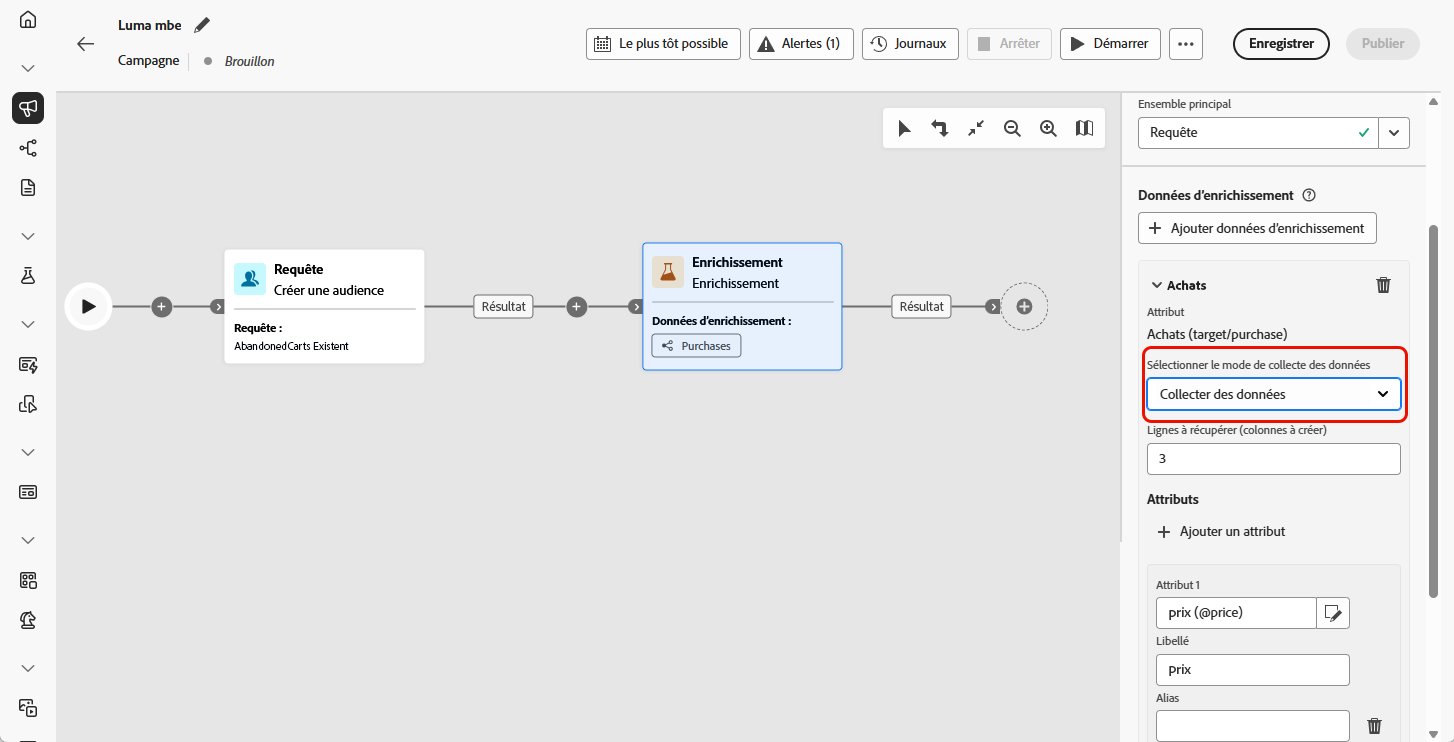 Luma mbe
Campagne
Brouillon
Le plus tôt possible
Alertes (1)
Journaux
Arrêter
Démarrer
Enregistrer
Publier
Requête
Créer une audience
Requête :
AbandonedCarts Existent
Résultat
Enrichissement
Enrichissement
Données d'enrichissement :
Purchases
Résultat
Ensemble principal
Requête
Données d'enrichissement
Ajouter données d'enrichissement
Achats
Attribut
Achats (target/purchase)
Sélectionner le mode de collecte des données
Collecter des données
Lignes à récupérer (colonnes à créer)
3
Attributs
Ajouter un attribut
Attribut 1
prix (@price)
Libellé
prix
Alias